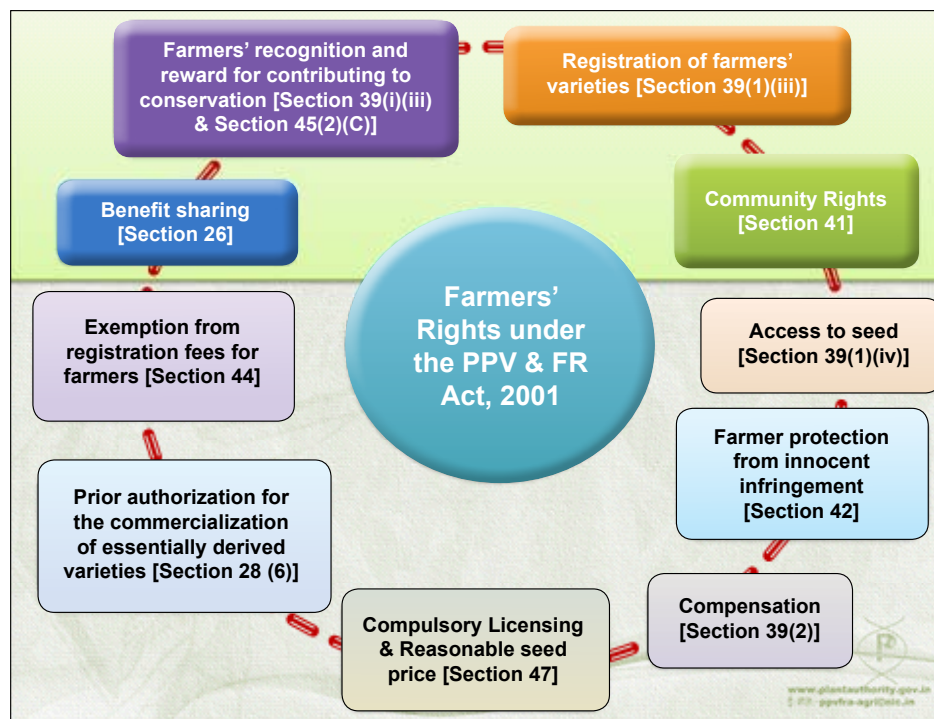 Farmers’ recognition and
reward for contributing to
conservation [Section 39(i)(iii)
& Section 45(2)(C)]
Registration of farmers’
varieties [Section 39(1)(iii)]
Benefit sharing
[Section 26]
Community Rights
[Section 41]
Farmers’
Rights under
the PPV & FR
Act, 2001
Exemption from
registration fees for
farmers [Section 44]
Access to seed
[Section 39(1)(iv)]
Farmer protection
from innocent
infringement
[Section 42]
Prior authorization for
the commercialization
of essentially derived
varieties [Section 28 (6)]
Compulsory Licensing
& Reasonable seed
price [Section 47]
Compensation
[Section 39(2)]
www.plantauthority.gov.in
ppvfra-agri@nic.in